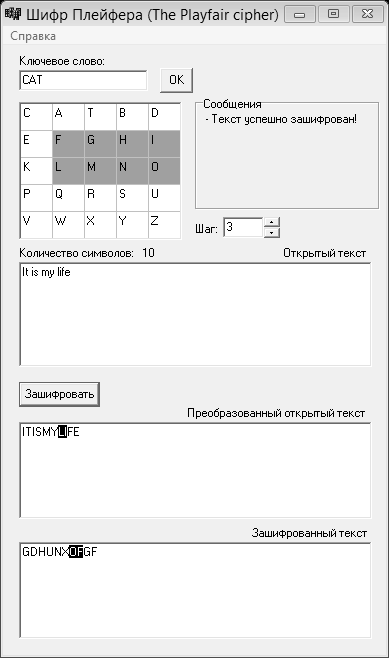 Шифр Плейфера (The Playfair cipher)
Справка
Ключевое слово:
CAT
OK
C A T B D
E F G H I
K L M N O
P Q R S U
V W X Y Z
Сообщения
- Текст успешно зашифрован!
Шаг: 3
Количество символов: 10 Открытый текст
It is my life
Зашифровать
Преобразованный открытый текст
ITISMYLIFE
Зашифрованный текст
GDHUNXOFGF